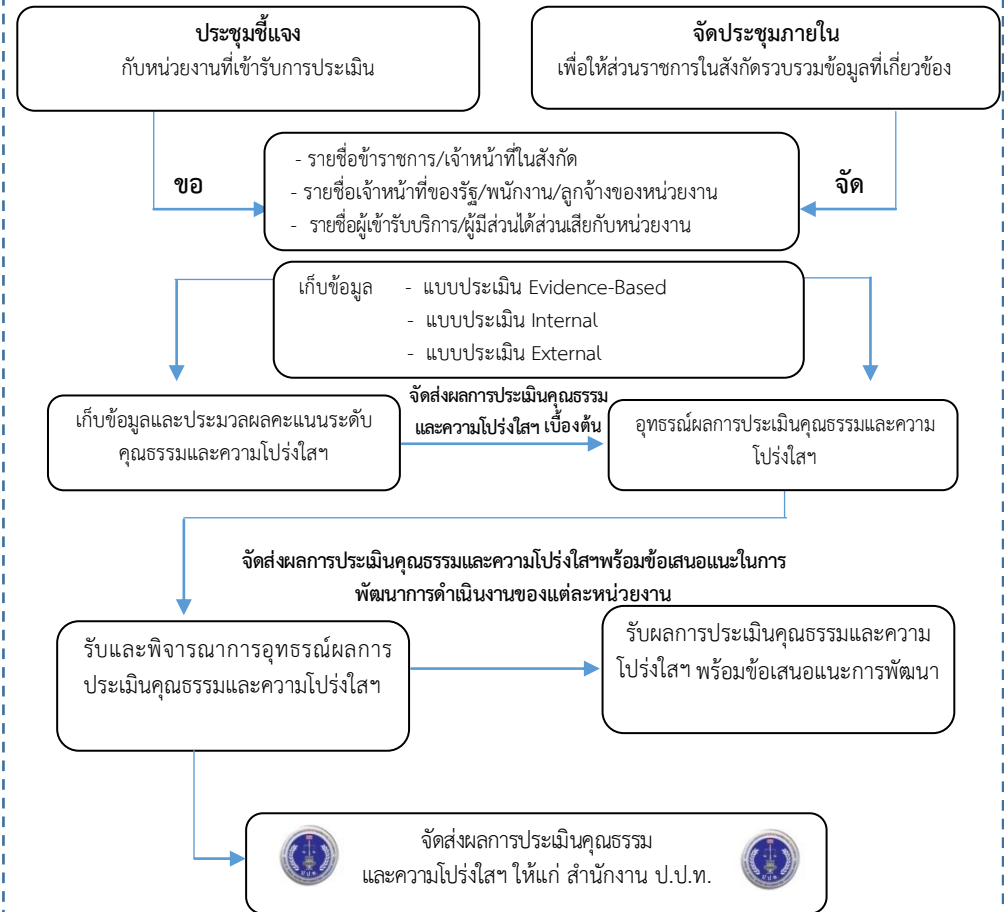 ประชุมชี้แจง
กับหน่วยงานที่เข้ารับการประเมิน
จัดประชุมภายใน
เพื่อให้ส่วนราชการในสังกัดรวบรวมข้อมูลที่เกี่ยวข้อง
ขอ
- รายชื่อข้าราชการ/เจ้าหน้าที่ในสังกัด
- รายชื่อเจ้าหน้าที่ของรัฐ/พนักงาน/ลูกจ้างของหน่วยงาน
- รายชื่อผู้เข้ารับบริการ/ผู้มีส่วนได้ส่วนเสียกับหน่วยงาน
จัด
เก็บข้อมูล - แบบประเมิน Evidence-Based
- แบบประเมิน Internal
- แบบประเมิน External
เก็บข้อมูลและประมวลผลคะแนนระดับ
คุณธรรมและความโปร่งใสฯ
จัดส่งผลการประเมินคุณธรรม
และความโปร่งใสฯ เบื้องต้น
อุทธรณ์ผลการประเมินคุณธรรมและความ
โปร่งใสฯ
จัดส่งผลการประเมินคุณธรรมและความโปร่งใสฯพร้อมข้อเสนอแนะในการ
พัฒนาการดำเนินงานของแต่ละหน่วยงาน
รับและพิจารณาการอุทธรณ์ผลการ
ประเมินคุณธรรมและความโปร่งใสฯ
รับผลการประเมินคุณธรรมและความ
โปร่งใสฯ พร้อมข้อเสนอแนะการพัฒนา
จัดส่งผลการประเมินคุณธรรม
และความโปร่งใสฯ ให้แก่ สำนักงาน ป.ป.ท.